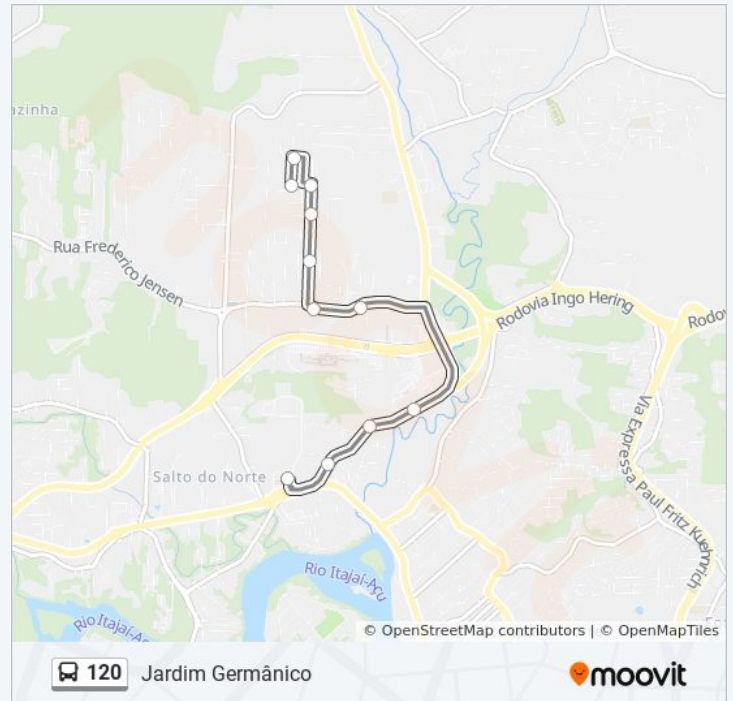 azinha
Rua Frederico Jensen
Rodovia Ingo Hering
Rodov
Via Expressa Paul Fritz Kuehnrich
Salto do Norte
Rio Itajaí-Açu
Rio Itajaí-Aç
© OpenStreetMap contributors | © OpenMapTiles
120 Jardim Germânico
moovit